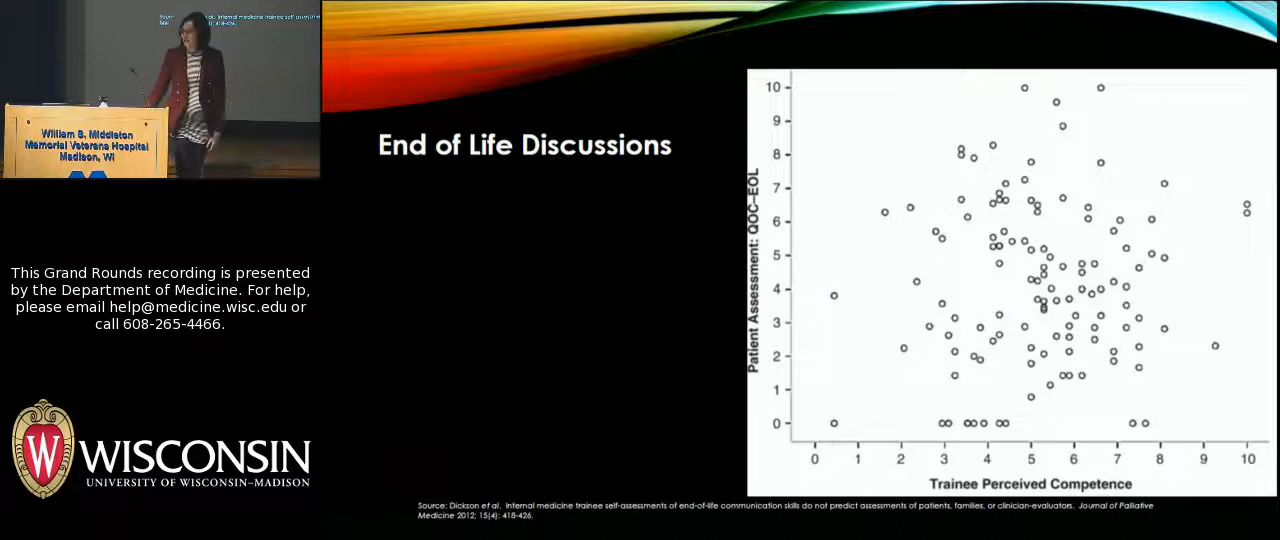 William S. Middleton
Memorial Veterans Hospital
Madison, WI
This Grand Rounds recording is presented
by the Department of Medicine. For help,
please email help@medicine.wisc.edu or
call 608-265-4466.
W
WISCONSIN
UNIVERSITY OF WISCONSIN–MADISON
End of Life Discussions
Patient Assessment: QOC–EOL
10
9
8
7
6
5
4
3
2
1
0
0 1 2 3 4 5 6 7 8 9 10
Trainee Perceived Competence
Source: Dickson et al. Internal medicine trainee self-assessments of end-of-life communication skills do not predict assessments of patients, families, or clinician-evaluators. Journal of Palliative
Medicine 2012; 15(4): 418-426.